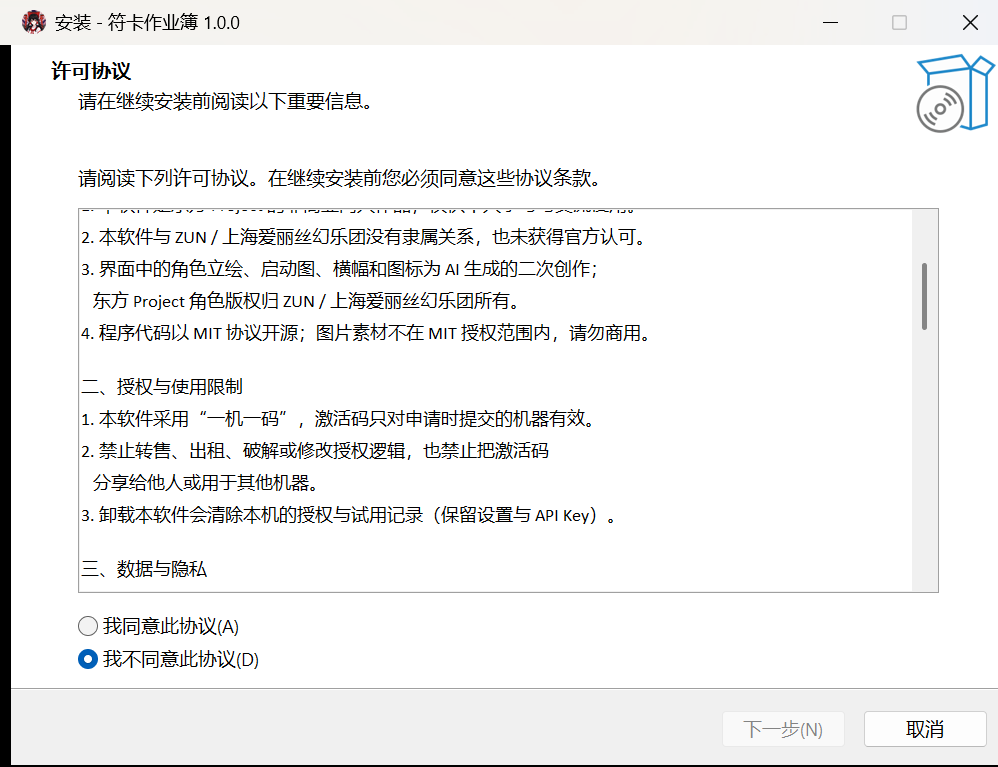 安装 - 符卡作业簿 1.0.0
许可协议
请在继续安装前阅读以下重要信息。
请阅读下列许可协议。在继续安装前您必须同意这些协议条款。
2. 本软件与 ZUN / 上海爱丽丝幻乐团没有隶属关系，也未获得官方认可。
3. 界面中的角色立绘、启动图、横幅和图标为 AI 生成的二次创作；
东方 Project 角色版权归 ZUN / 上海爱丽丝幻乐团所有。
4. 程序代码以 MIT 协议开源；图片素材不在 MIT 授权范围内，请勿商用。
二、授权与使用限制
1. 本软件采用“一机一码”，激活码只对申请时提交的机器有效。
2. 禁止转售、出租、破解或修改授权逻辑，也禁止把激活码
分享给他人或用于其他机器。
3. 卸载本软件会清除本机的授权与试用记录（保留设置与 API Key）。
三、数据与隐私
我同意此协议(A)
我不同意此协议(D)
下一步(N)
取消